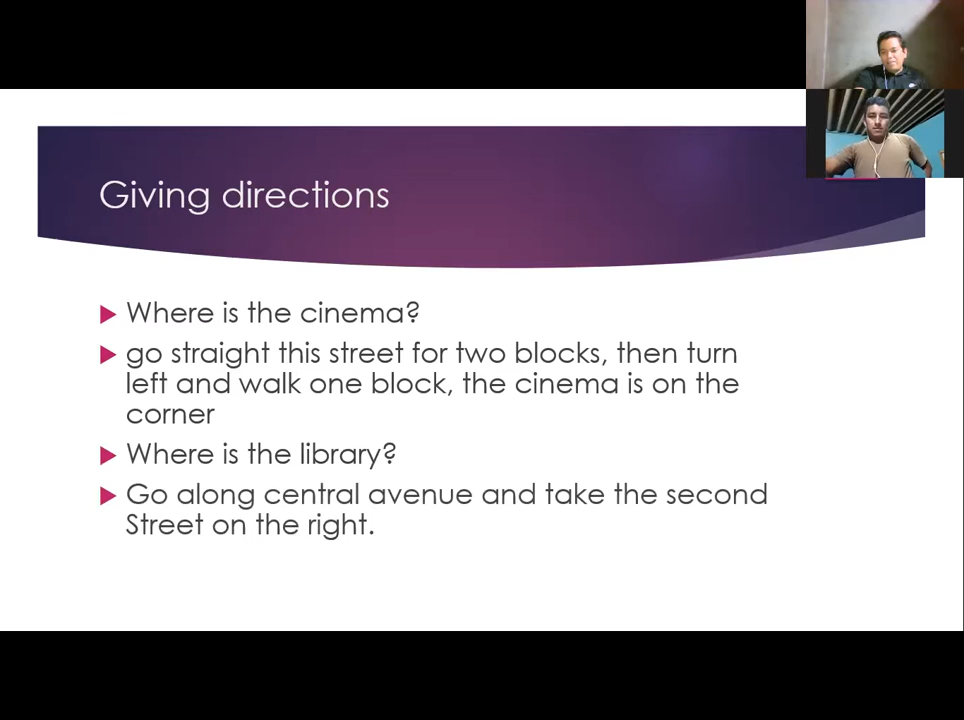 Giving directions
Where is the cinema?
go straight this street for two blocks, then turn
left and walk one block, the cinema is on the
corner
Where is the library?
Go along central avenue and take the second
Street on the right.